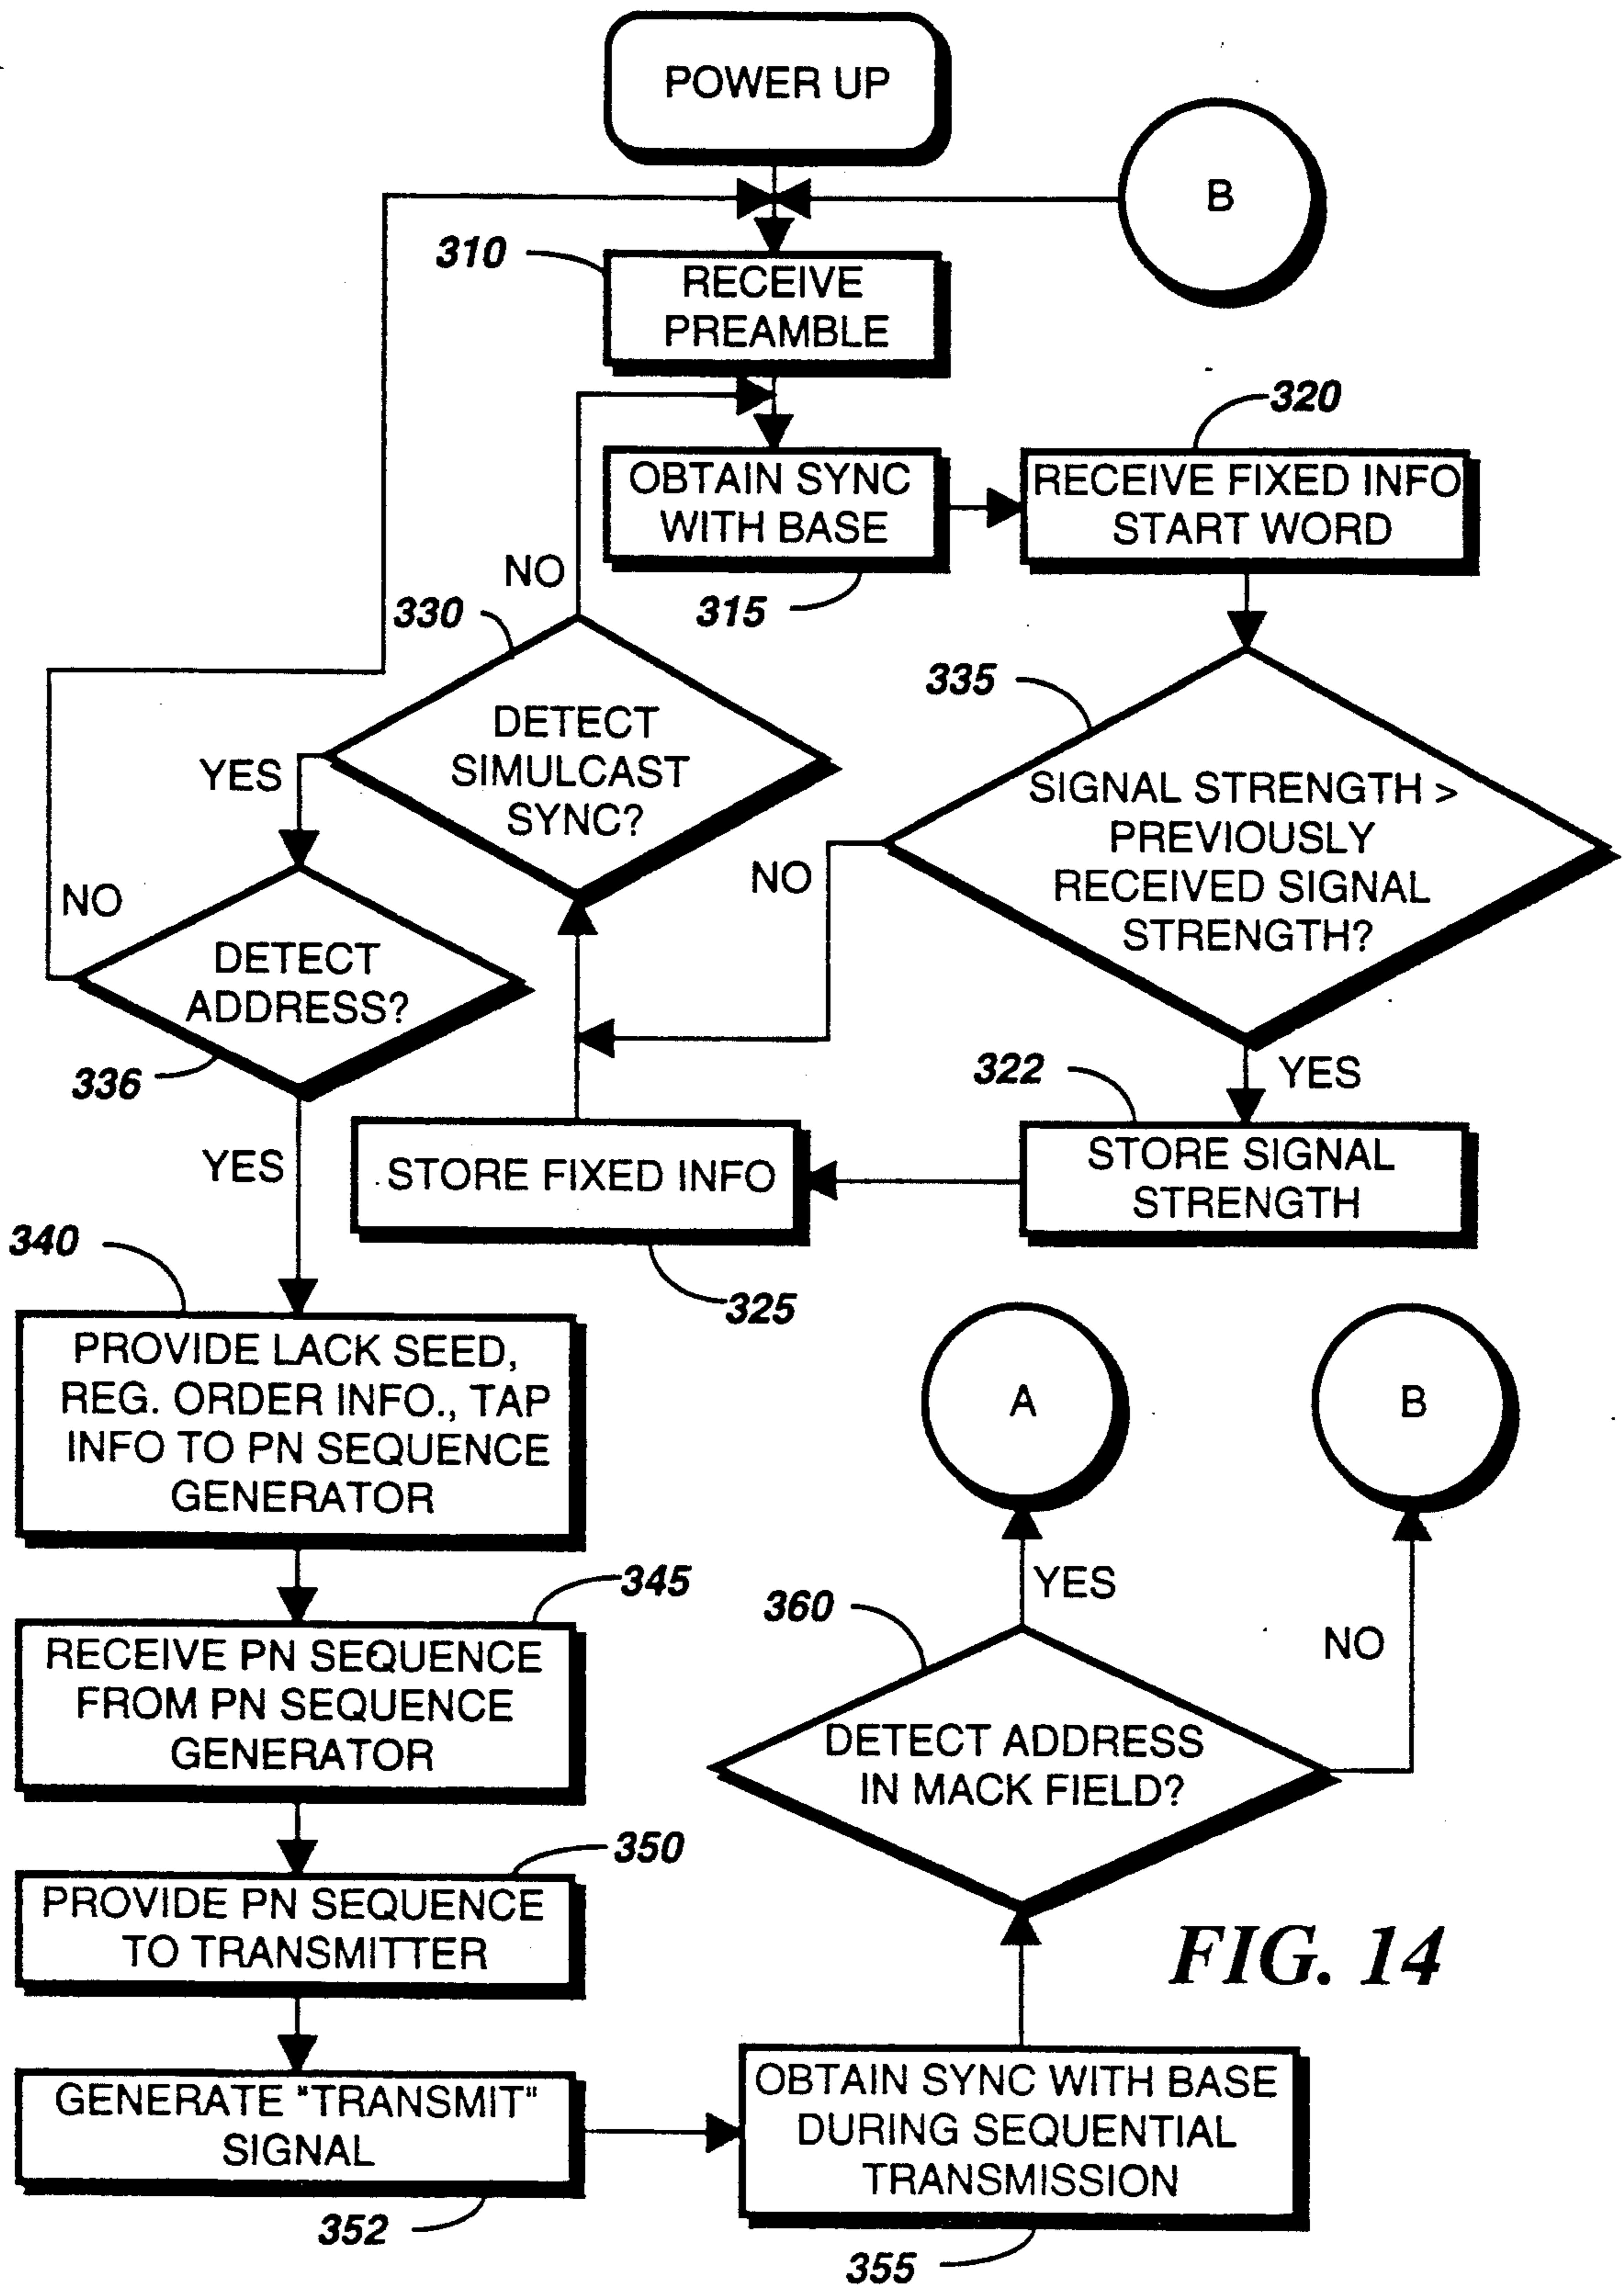 POWER UP
B
310
RECEIVE
PREAMBLE
320
OBTAIN SYNC
WITH BASE
RECEIVE FIXED INFO
START WORD
NO
315
330
335
DETECT
SIMULCAST
SYNC?
YES
SIGNAL STRENGTH >
PREVIOUSLY
RECEIVED SIGNAL
STRENGTH?
NO
NO
DETECT
ADDRESS?
336
322
YES
YES
STORE FIXED INFO
STORE SIGNAL
STRENGTH
340
325
PROVIDE LACK SEED,
REG. ORDER INFO., TAP
INFO TO PN SEQUENCE
GENERATOR
A
B
345
YES
360
NO
RECEIVE PN SEQUENCE
FROM PN SEQUENCE
GENERATOR
DETECT ADDRESS
IN MACK FIELD?
350
PROVIDE PN SEQUENCE
TO TRANSMITTER
FIG. 14
GENERATE "TRANSMIT"
SIGNAL
OBTAIN SYNC WITH BASE
DURING SEQUENTIAL
TRANSMISSION
352
355